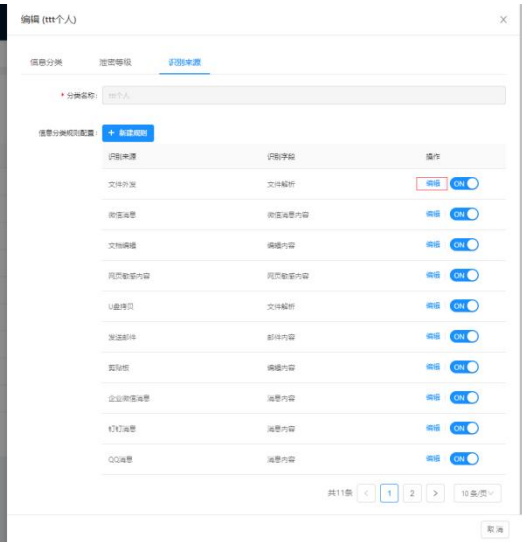 编辑 (ttt个人)
信息分类 泄密等级 识别来源
* 分类名称: ttt个人
信息分类规则配置: + 新建规则
识别来源 识别字段 操作
文件外发 文件解析 编辑 ON
微信消息 微信消息内容 编辑 ON
文档编辑 编辑内容 编辑 ON
网页敏感内容 网页敏感内容 编辑 ON
U盘拷贝 文件解析 编辑 ON
发送邮件 邮件内容 编辑 ON
剪贴板 编辑内容 编辑 ON
企业微信消息 消息内容 编辑 ON
钉钉消息 消息内容 编辑 ON
QQ消息 消息内容 编辑 ON
共11条 < 1 2 > 10条/页
取消